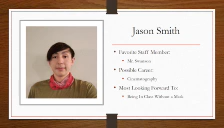 Jason Smith
• Favorite Staff Member:
• Mr. Swanson
• Possible Career:
• Cinematography
• Most Looking Forward To:
• Being In Class Without a Mask